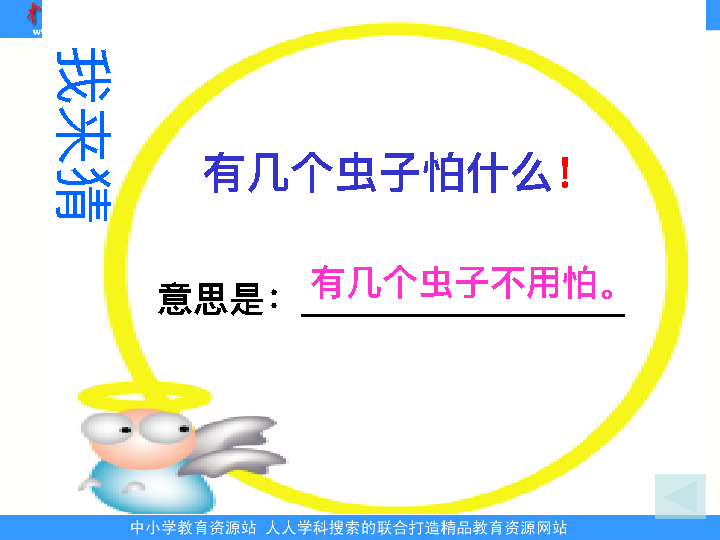 我来猜
有几个虫子怕什么!
有几个虫子不用怕。
意思是:
中小学教育资源站 人人学科搜索的联合打造精品教育资源网站